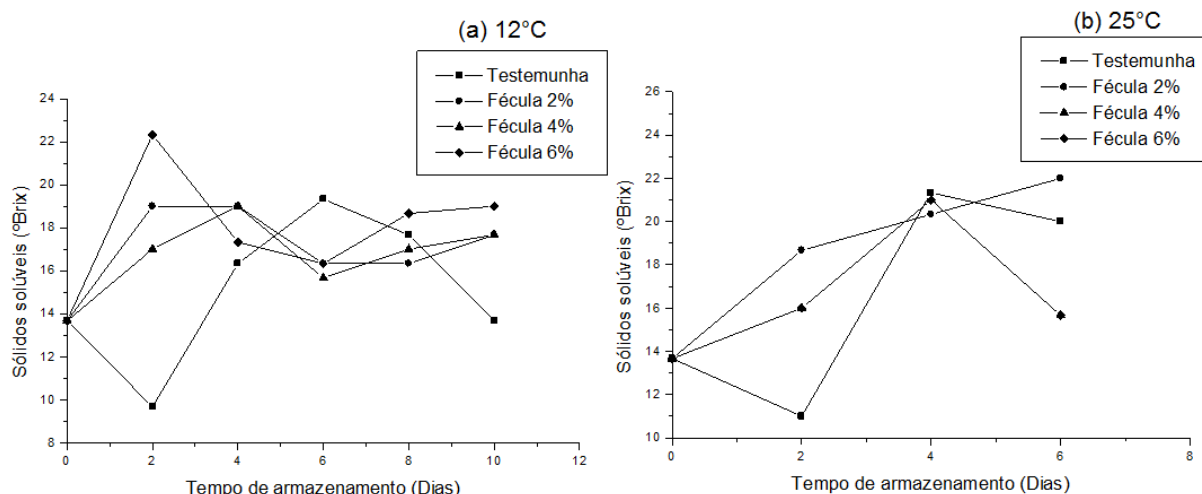 (a) 12°C
Testemunha
Fécula 2%
Fécula 4%
Fécula 6%
24
22
20
18
16
14
12
10
8
Sólidos solúveis (ºBrix)
0
2
4
6
8
10
12
Tempo de armazenamento (Dias)
(b) 25°C
Testemunha
Fécula 2%
Fécula 4%
Fécula 6%
26
24
22
20
18
16
14
12
10
Sólidos solúveis (ºBrix)
0
2
4
6
8
Tempo de armazenamento (Dias)